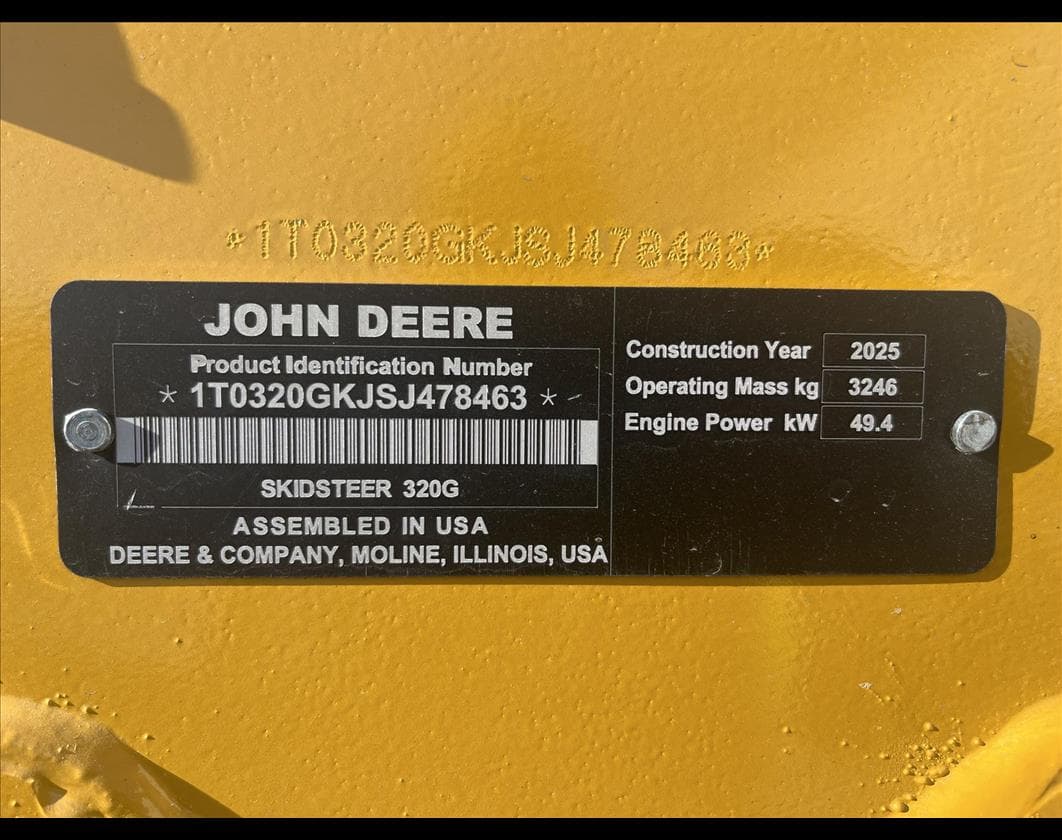 *1T0320GKJSJ478463*
JOHN DEERE
Product Identification Number
* 1T0320GKJSJ478463 *
SKIDSTEER 320G
ASSEMBLED IN USA
DEERE & COMPANY, MOLINE, ILLINOIS, USA
Construction Year 2025
Operating Mass kg 3246
Engine Power kW 49.4